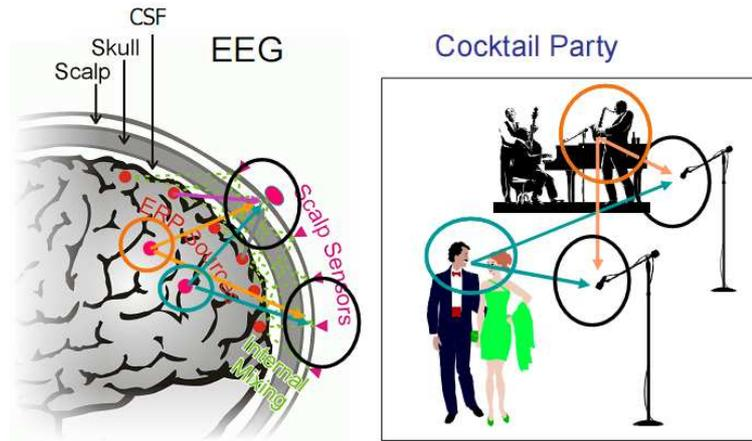 CSF
EEG
Skull
Scalp
Cocktail Party
ERP Sources
Scalp Sensors
Internal
Mixing